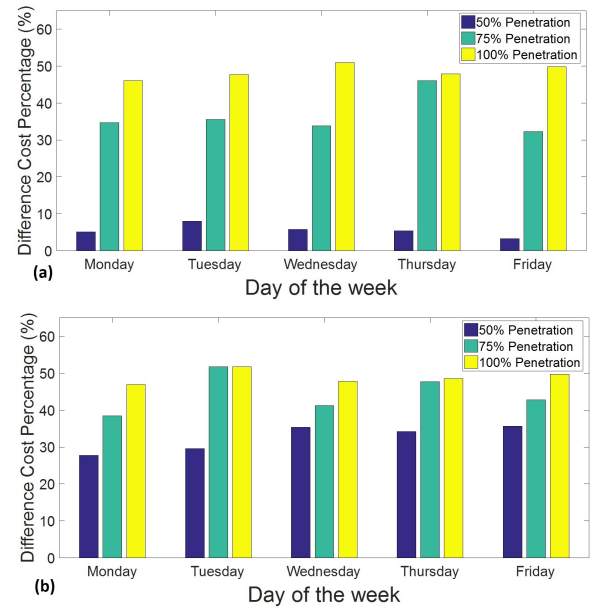 Difference Cost Percentage (%)
60
50
40
30
20
10
0
50% Penetration
75% Penetration
100% Penetration
Monday Tuesday Wednesday Thursday Friday
(a)
Day of the week
Difference Cost Percentage (%)
60
50
40
30
20
10
0
50% Penetration
75% Penetration
100% Penetration
Monday Tuesday Wednesday Thursday Friday
(b)
Day of the week